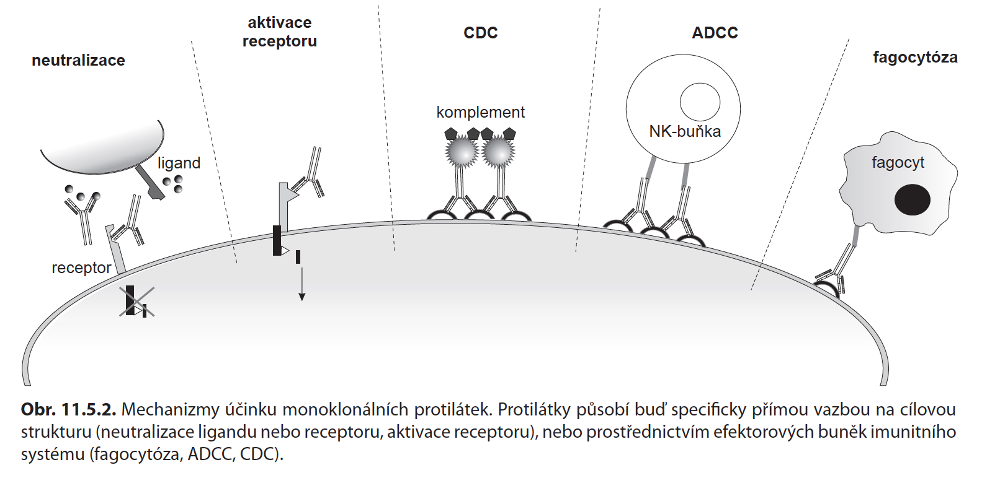 neutralizace
aktivace
receptoru
CDC
ADCC
fagocytóza
ligand
receptor
komplement
NK-buňka
fagocyt
Obr. 11.5.2. Mechanizmy účinku monoklonálních protilátek. Protilátky působí buď specificky přímou vazbou na cílovou
strukturu (neutralizace ligandu nebo receptoru, aktivace receptoru), nebo prostřednictvím efektorových buněk imunitního
systému (fagocytóza, ADCC, CDC).